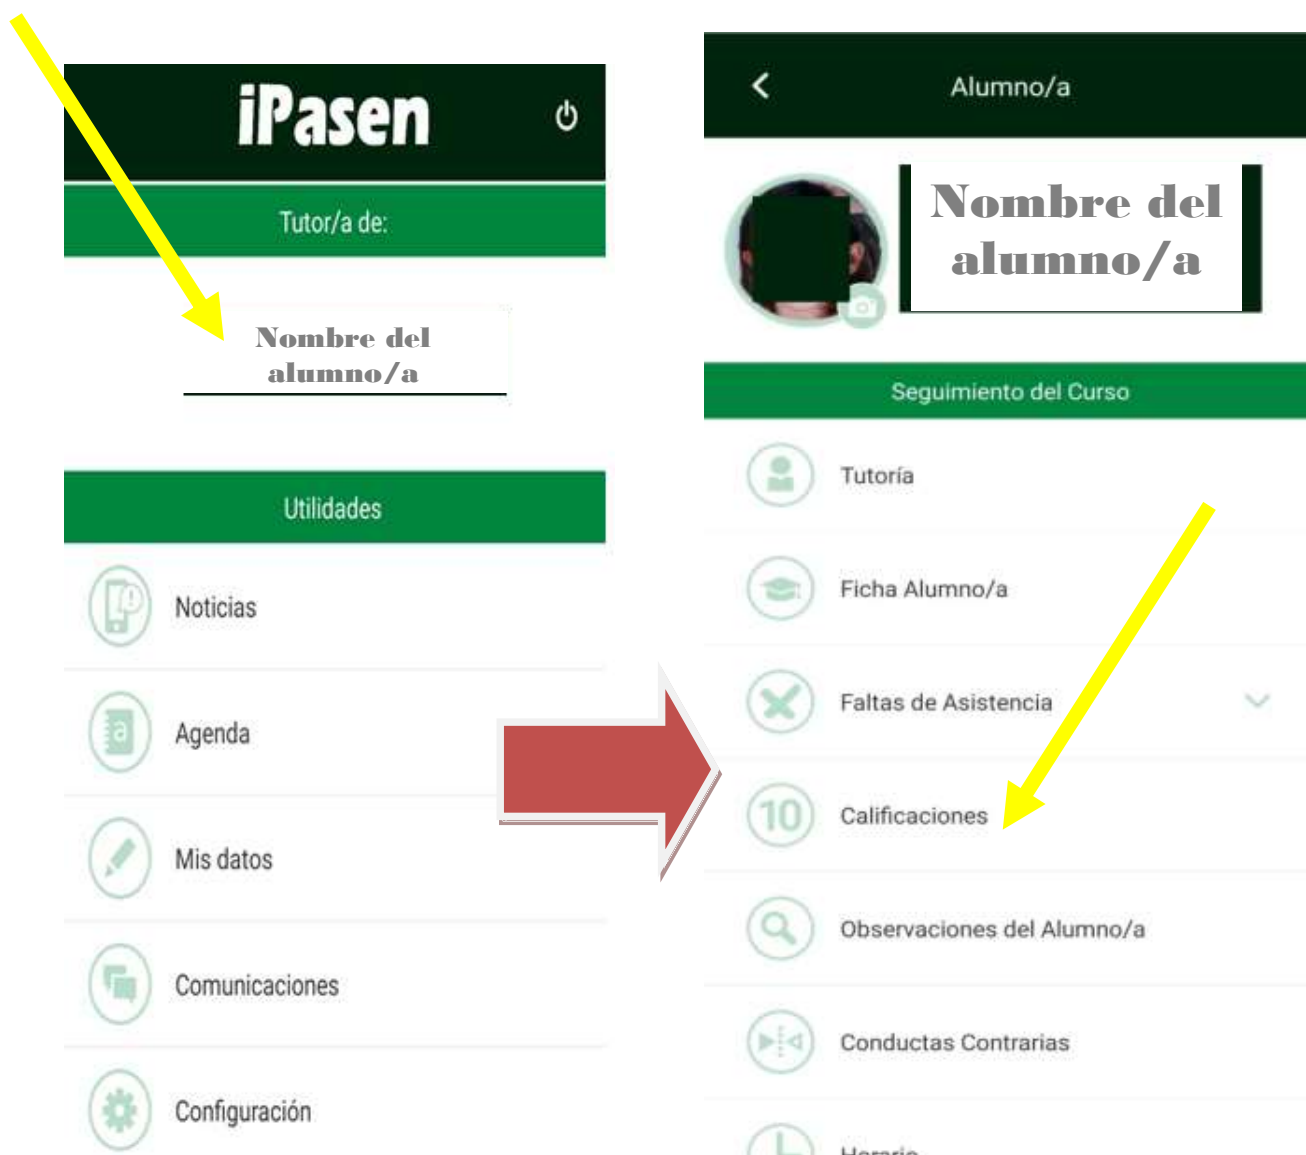 iPasen
Tutor/a de:
Nombre del
alumno/a
Utilidades
Noticias
Agenda
Mis datos
Comunicaciones
Configuración
Alumno/a
Nombre del
alumno/a
Seguimiento del Curso
Tutoría
Ficha Alumno/a
Faltas de Asistencia
10
Calificaciones
Observaciones del Alumno/a
Conductas Contrarias
Horario